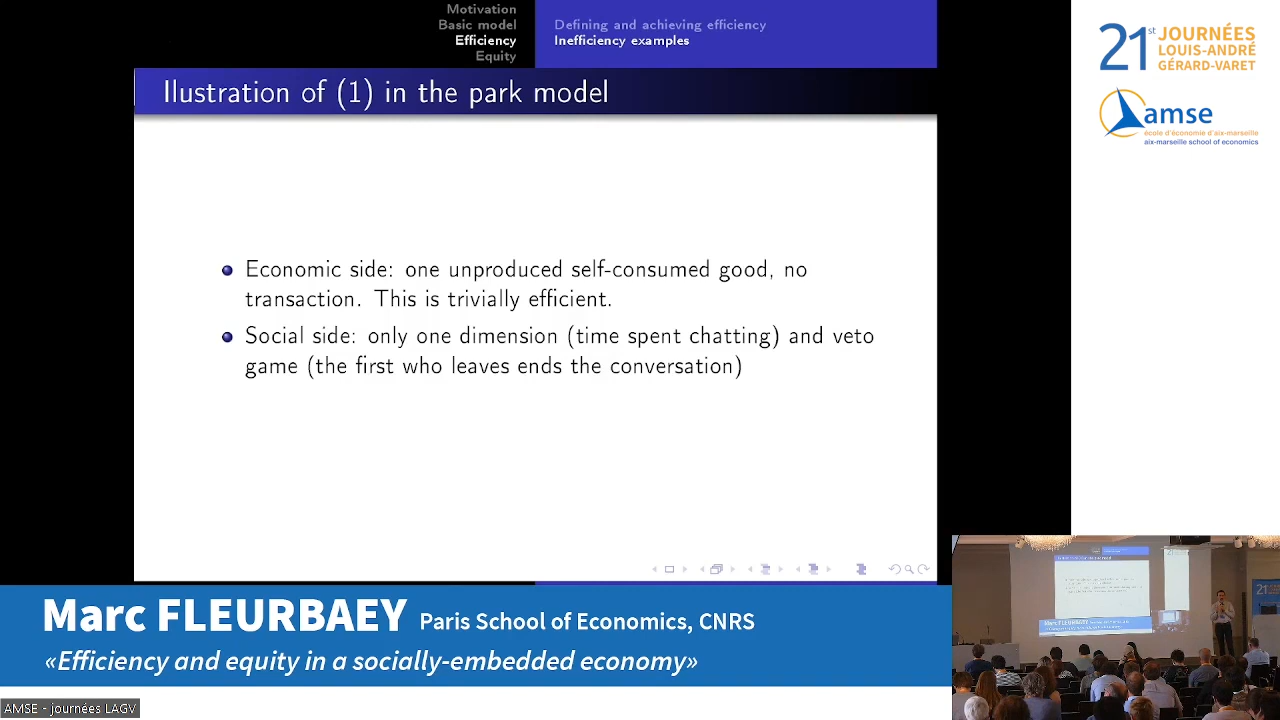 Motivation
Basic model
Efficiency
Equity
Defining and achieving efficiency
Inefficiency examples
Ilustration of (1) in the park model
Economic side: one unproduced self-consumed good, no
transaction. This is trivially efficient.
Social side: only one dimension (time spent chatting) and veto
game (the first who leaves ends the conversation)
21st JOURNÉES
LOUIS-ANDRÉ
GÉRARD-VARET
amse
école d'économie d'aix-marseille
aix-marseille school of economics
Marc FLEURBAEY Paris School of Economics, CNRS
«Efficiency and equity in a socially-embedded economy»
AMSE - journées LAGV